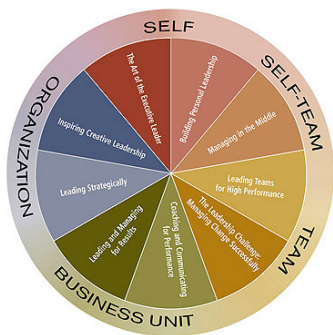 SELF
SELF-TEAM
TEAM
BUSINESS UNIT
ORGANIZATION
The Art of the Executive Leader
Building Personal Leadership
Managing in the Middle
Leading Teams
for High Performance
The Leadership Challenge:
Managing Change Successfully
Coaching and Communicating
for Performance
Leading and Managing
for Results
Leading Strategically
Inspiring Creative Leadership